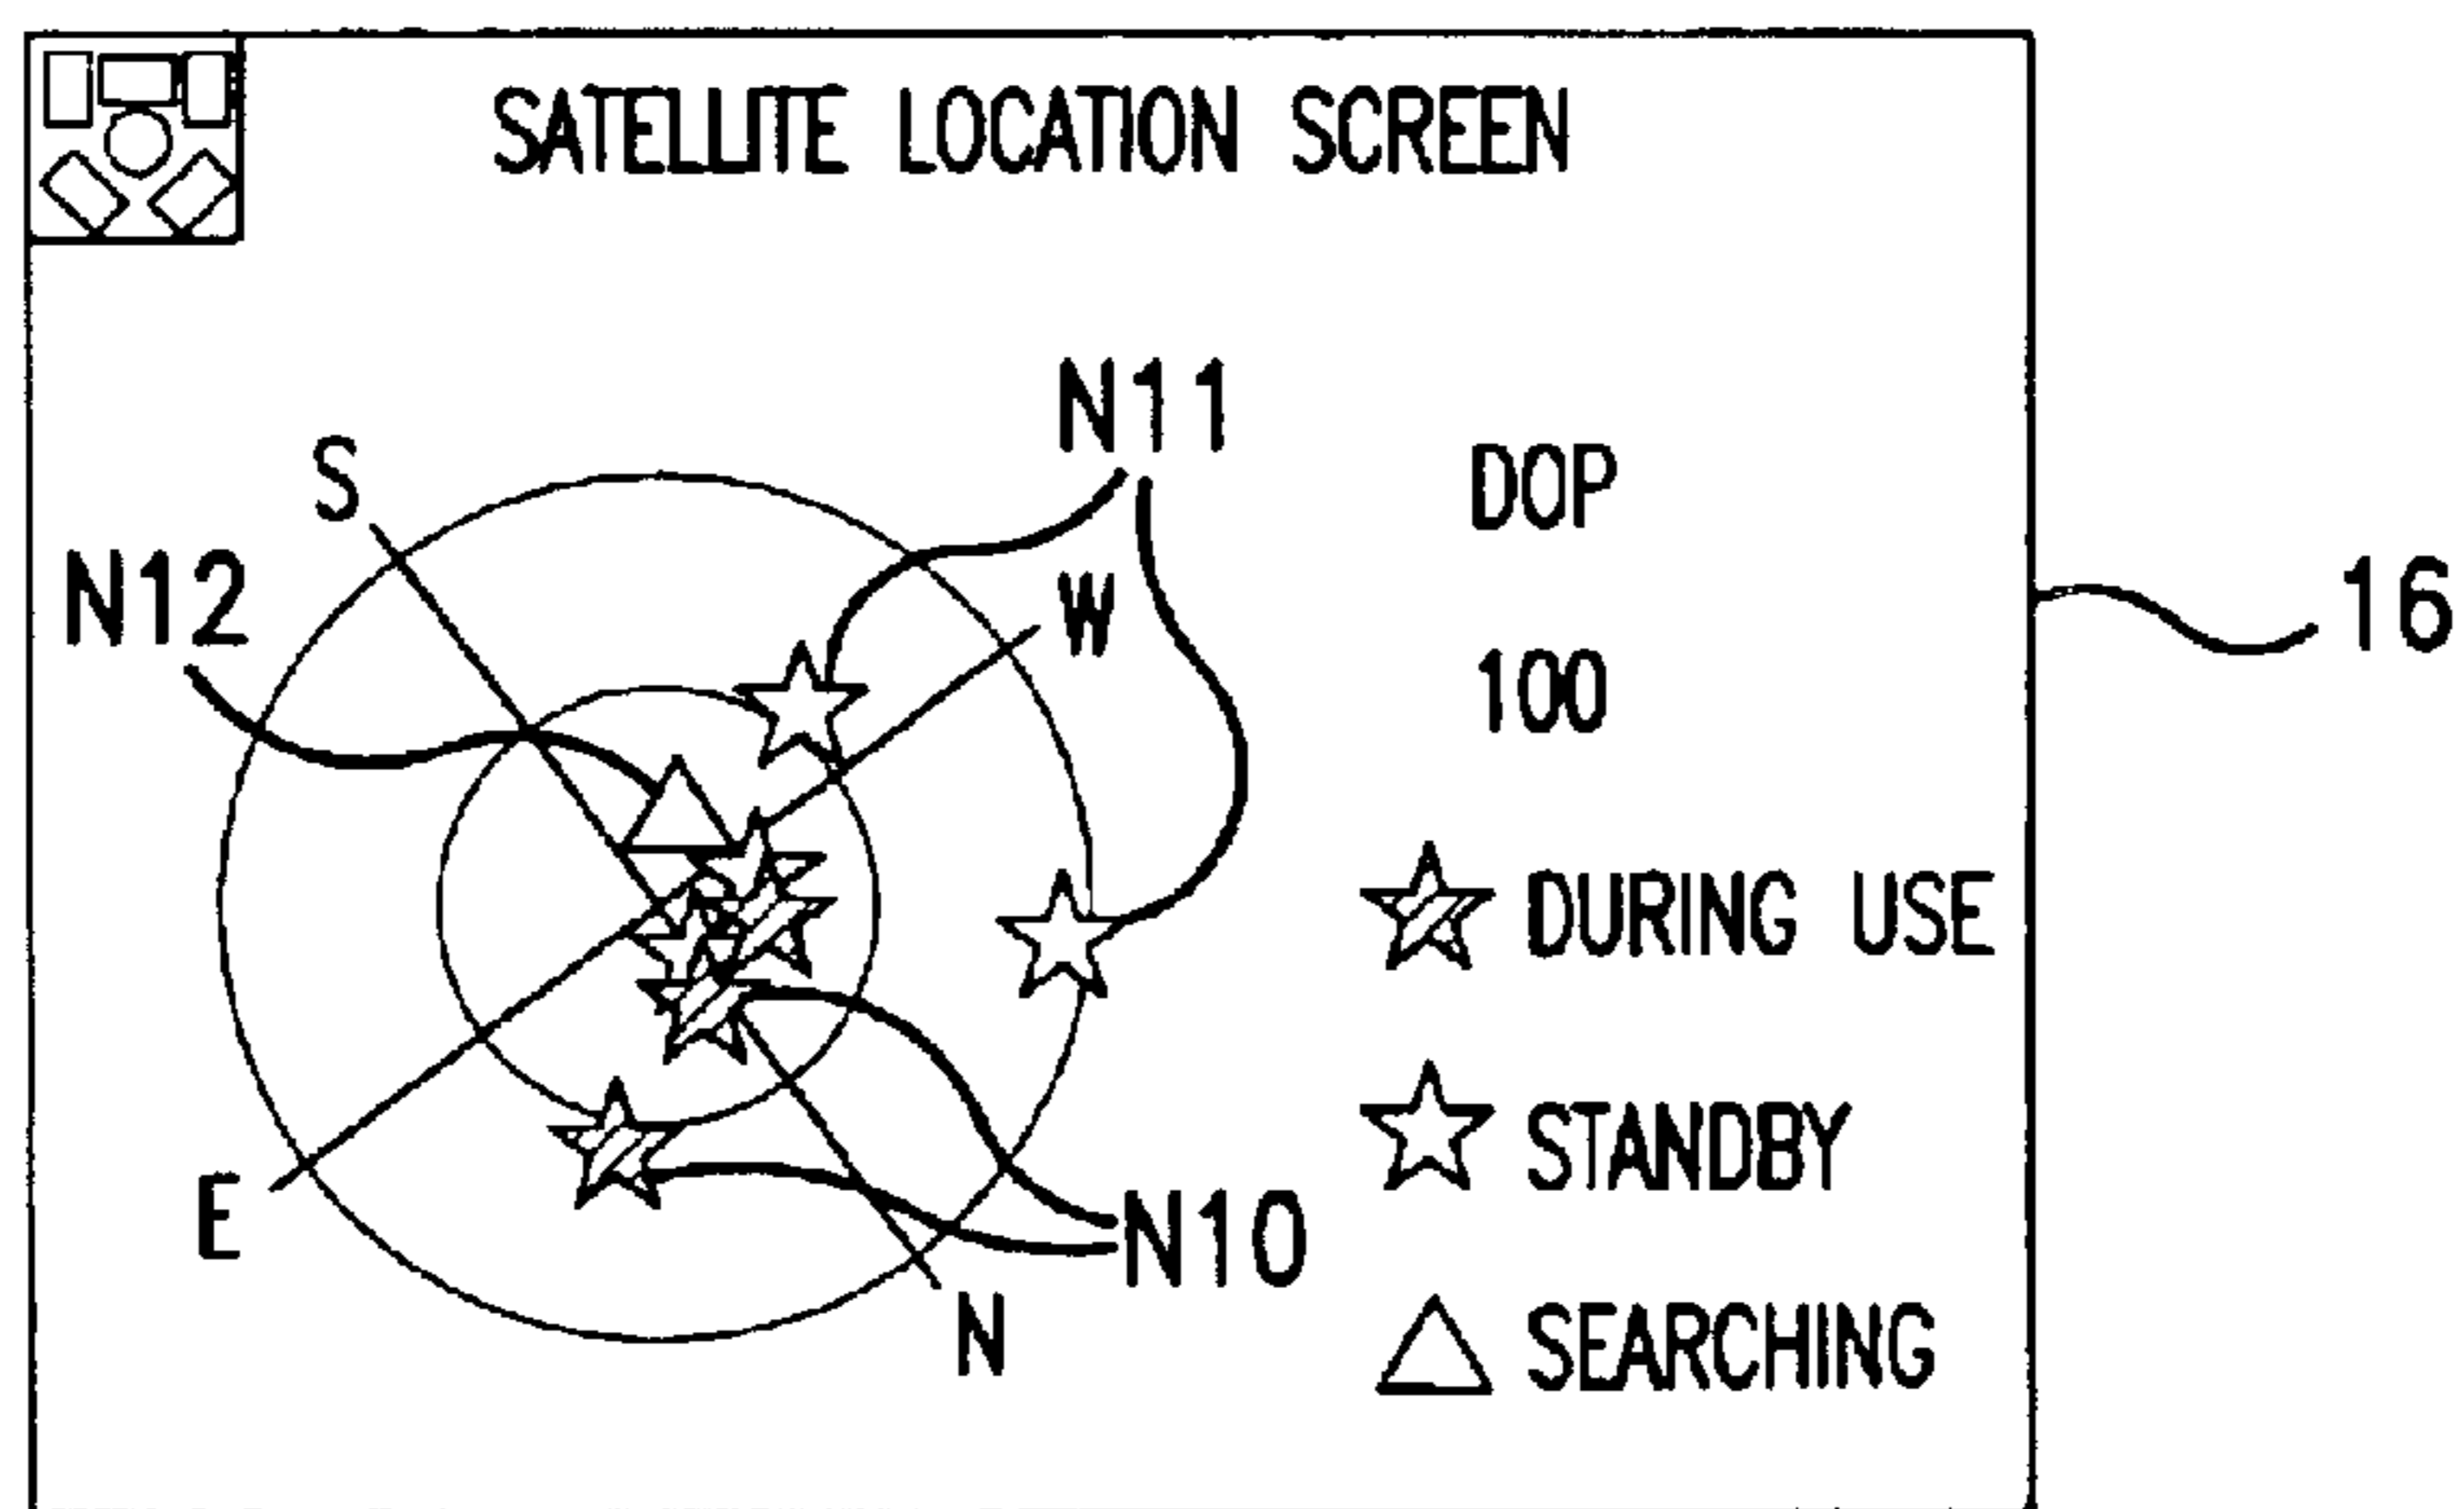 SATELLITE LOCATION SCREEN
N11
S
DOP
N12
W
16
100
DURING USE
STANDBY
E
N10
N
SEARCHING